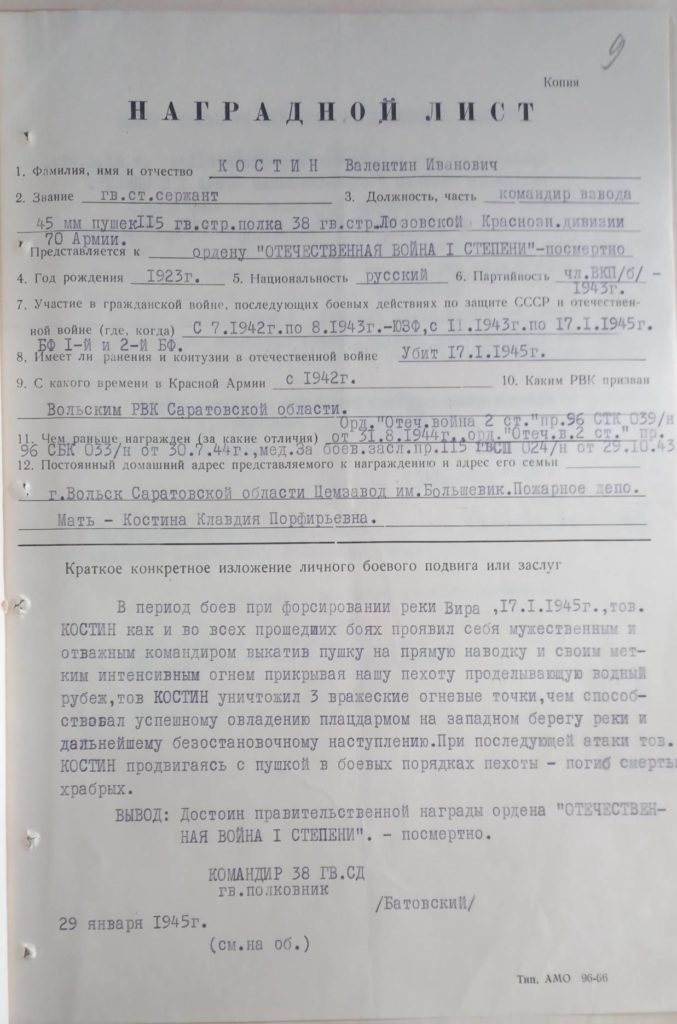 9
Копия
НАГРАДНОЙ ЛИСТ
1. Фамилия, имя и отчество КОСТИН Валентин Иванович
2. Звание гв.ст.сержант 3. Должность, часть командир взвода
45 мм пушек II5 гв.стр.полка 38 гв.стр.Лозовской Краснозн.дивизии
70 Армии.
Представляется к ордену "ОТЕЧЕСТВЕННАЯ ВОЙНА I СТЕПЕНИ"-посмертно
4. Год рождения I923г. 5. Национальность русский 6. Партийность чл.ВКП/б/ -
I943г.
7. Участие в гражданской войне, последующих боевых действиях по защите СССР и отечествен-
ной войне (где, когда) С 7.I942г.по 8.I943г.-ЮЗФ,с II.I943г.по I7.I.I945г.
БФ I-й и 2-й БФ.
8. Имеет ли ранения и контузии в отечественной войне Убит I7.I.I945г.
9. С какого времени в Красной Армии с I942г. 10. Каким РВК призван
Вольским РВК Саратовской области.
Орд."Отеч.война 2 ст."пр.96 СТК 039/н
11. Чем раньше награжден (за какие отличия) от 3I.8.I944г.,орд."Отеч.в.2 ст." пр.
96 СБК 033/н от 30.7.44г.,мед.За боев.засл.пр.II5 ГВСП 024/н от 29.I0.43
12. Постоянный домашний адрес представляемого к награждению и адрес его семьи
г.Вольск Саратовской области Цемзавод им.Большевик.Пожарное депо.
Мать - Костина Клавдия Порфирьевна.
Краткое конкретное изложение личного боевого подвига или заслуг
В период боев при форсировании реки Вира ,I7.I.I945г.,тов.
КОСТИН как и во всех прошедших боях проявил себя мужественным и
отважным командиром выкатив пушку на прямую наводку и своим мет-
ким интенсивным огнем прикрывая нашу пехоту проделывающую водный
рубеж,тов КОСТИН уничтожил 3 вражеские огневые точки,чем способ-
ствовал успешному овладению плацдармом на западном берегу реки и
дальнейшему безостановочному наступлению.При последующей атаки тов.
КОСТИН продвигаясь с пушкой в боевых порядках пехоты - погиб смерть
храбрых.
ВЫВОД: Достоин правительственной награды ордена "ОТЕЧЕСТВЕН-
НАЯ ВОЙНА I СТЕПЕНИ". - посмертно.
КОМАНДИР 38 ГВ.СД
гв.полковник
/Батовский/
29 января I945г.
(см.на об.)
Тип. АМО 96-66